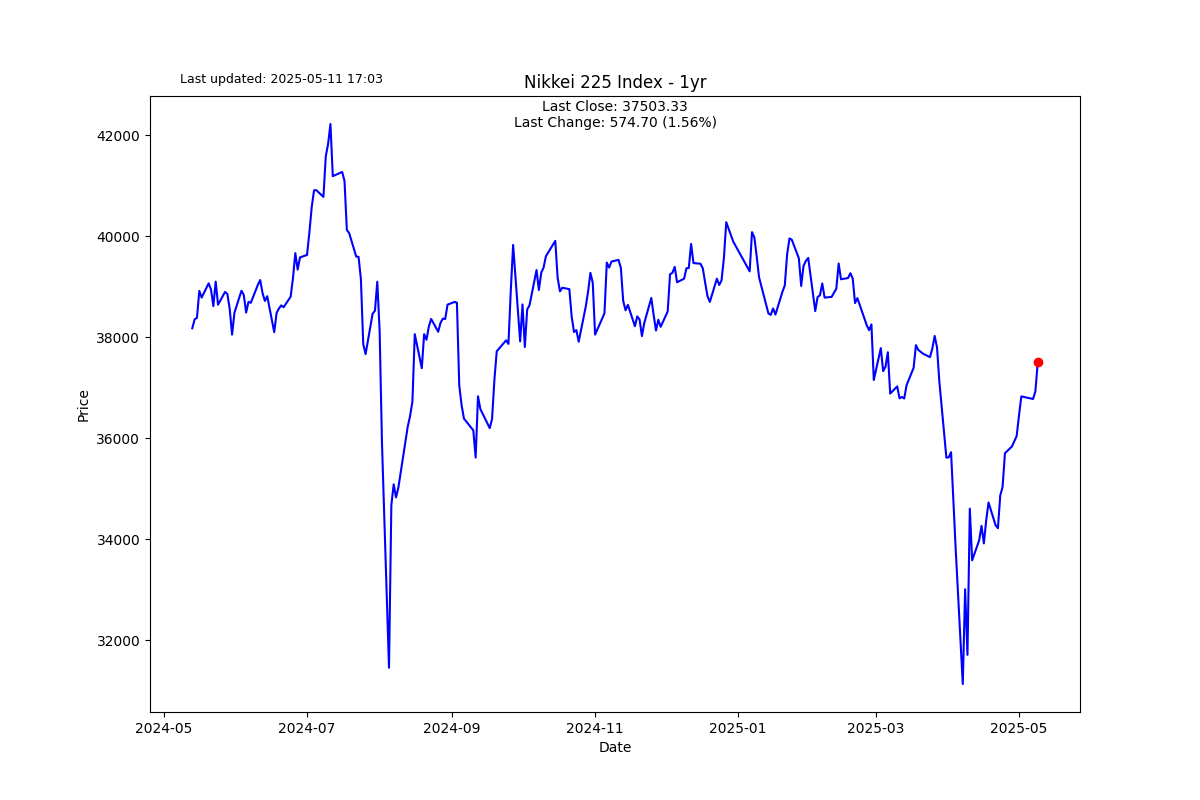 Last updated: 2025-05-11 17:03
Nikkei 225 Index - 1yr
Last Close: 37503.33
Last Change: 574.70 (1.56%)
Price
42000
40000
38000
36000
34000
32000
2024-05
2024-07
2024-09
2024-11
2025-01
2025-03
2025-05
Date